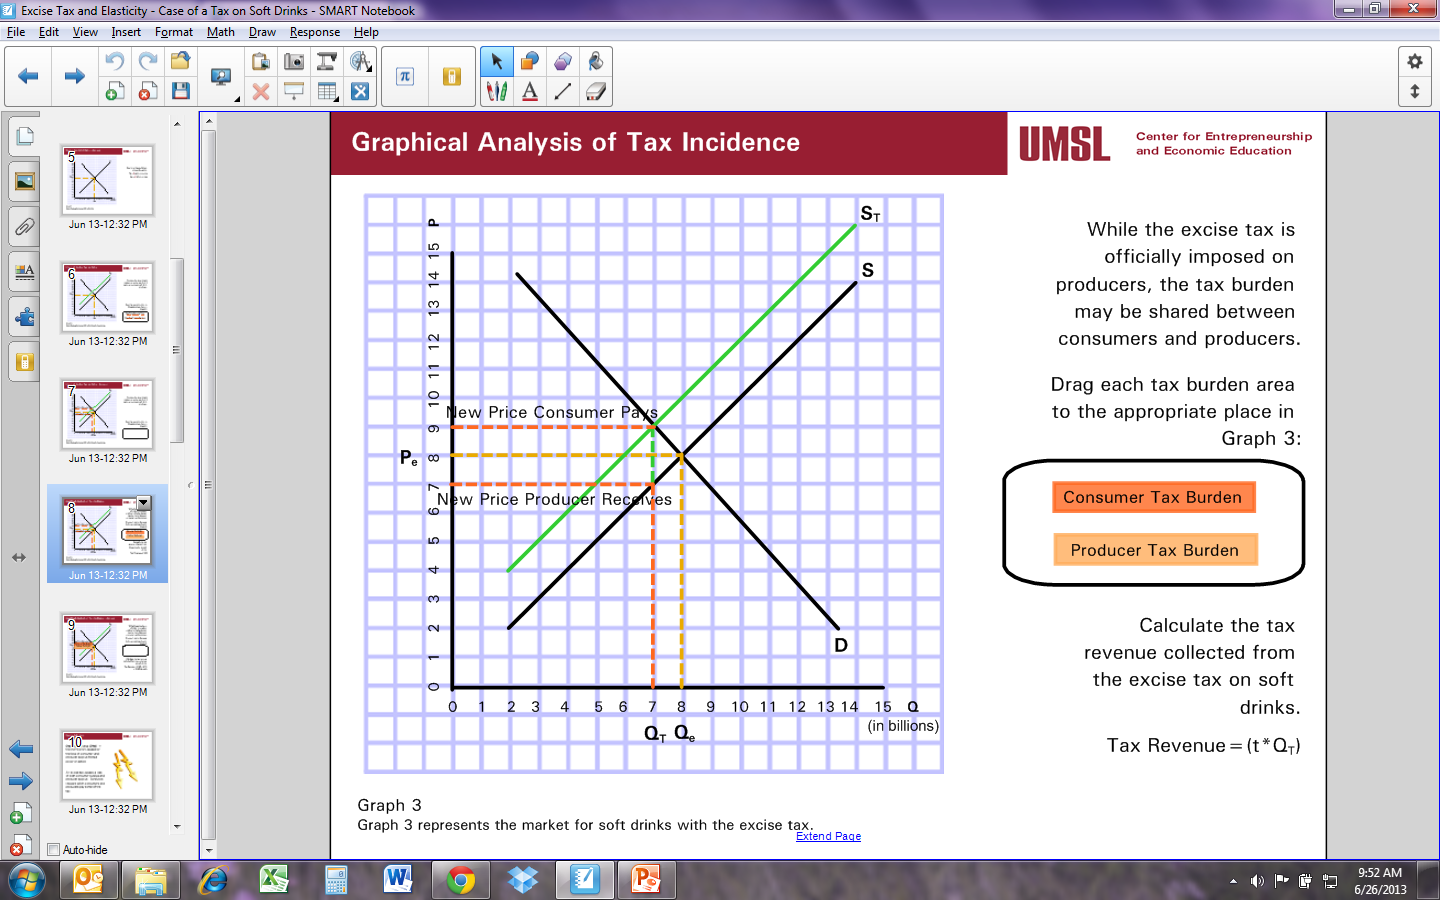 Excise Tax and Elasticity - Case of a Tax on Soft Drinks - SMART Notebook
File Edit View Insert Format Math Draw Response Help
5
Jun 13-12:32 PM
6
Jun 13-12:32 PM
7
Jun 13-12:32 PM
8
Jun 13-12:32 PM
9
Jun 13-12:32 PM
10
Jun 13-12:32 PM
Auto-hide
Graphical Analysis of Tax Incidence
UMSL
Center for Entrepreneurship
and Economic Education
P
15
14
13
12
11
10
9
8
7
6
5
4
3
2
1
0
Pe
ST
S
D
New Price Consumer Pays
New Price Producer Receives
0 1 2 3 4 5 6 7 8 9 10 11 12 13 14 15 Q
(in billions)
QT Qe
While the excise tax is
officially imposed on
producers, the tax burden
may be shared between
consumers and producers.
Drag each tax burden area
to the appropriate place in
Graph 3:
Consumer Tax Burden
Producer Tax Burden
Calculate the tax
revenue collected from
the excise tax on soft
drinks.
Tax Revenue=(t*QT)
Graph 3
Graph 3 represents the market for soft drinks with the excise tax.
Extend Page
9:52 AM
6/26/2013